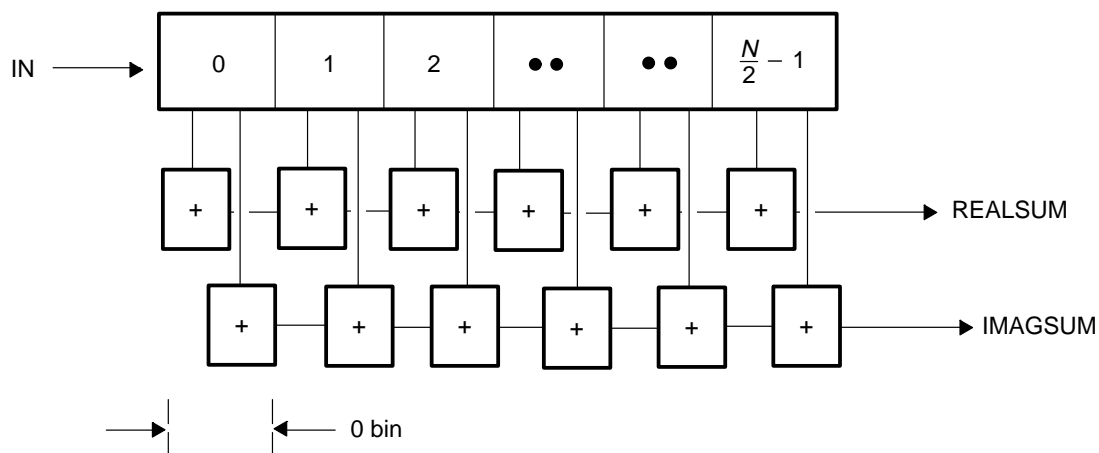 IN 0 1 2 •• •• N/2 − 1
+ + + + + + REALSUM
+ + + + + + IMAGSUM
0 bin